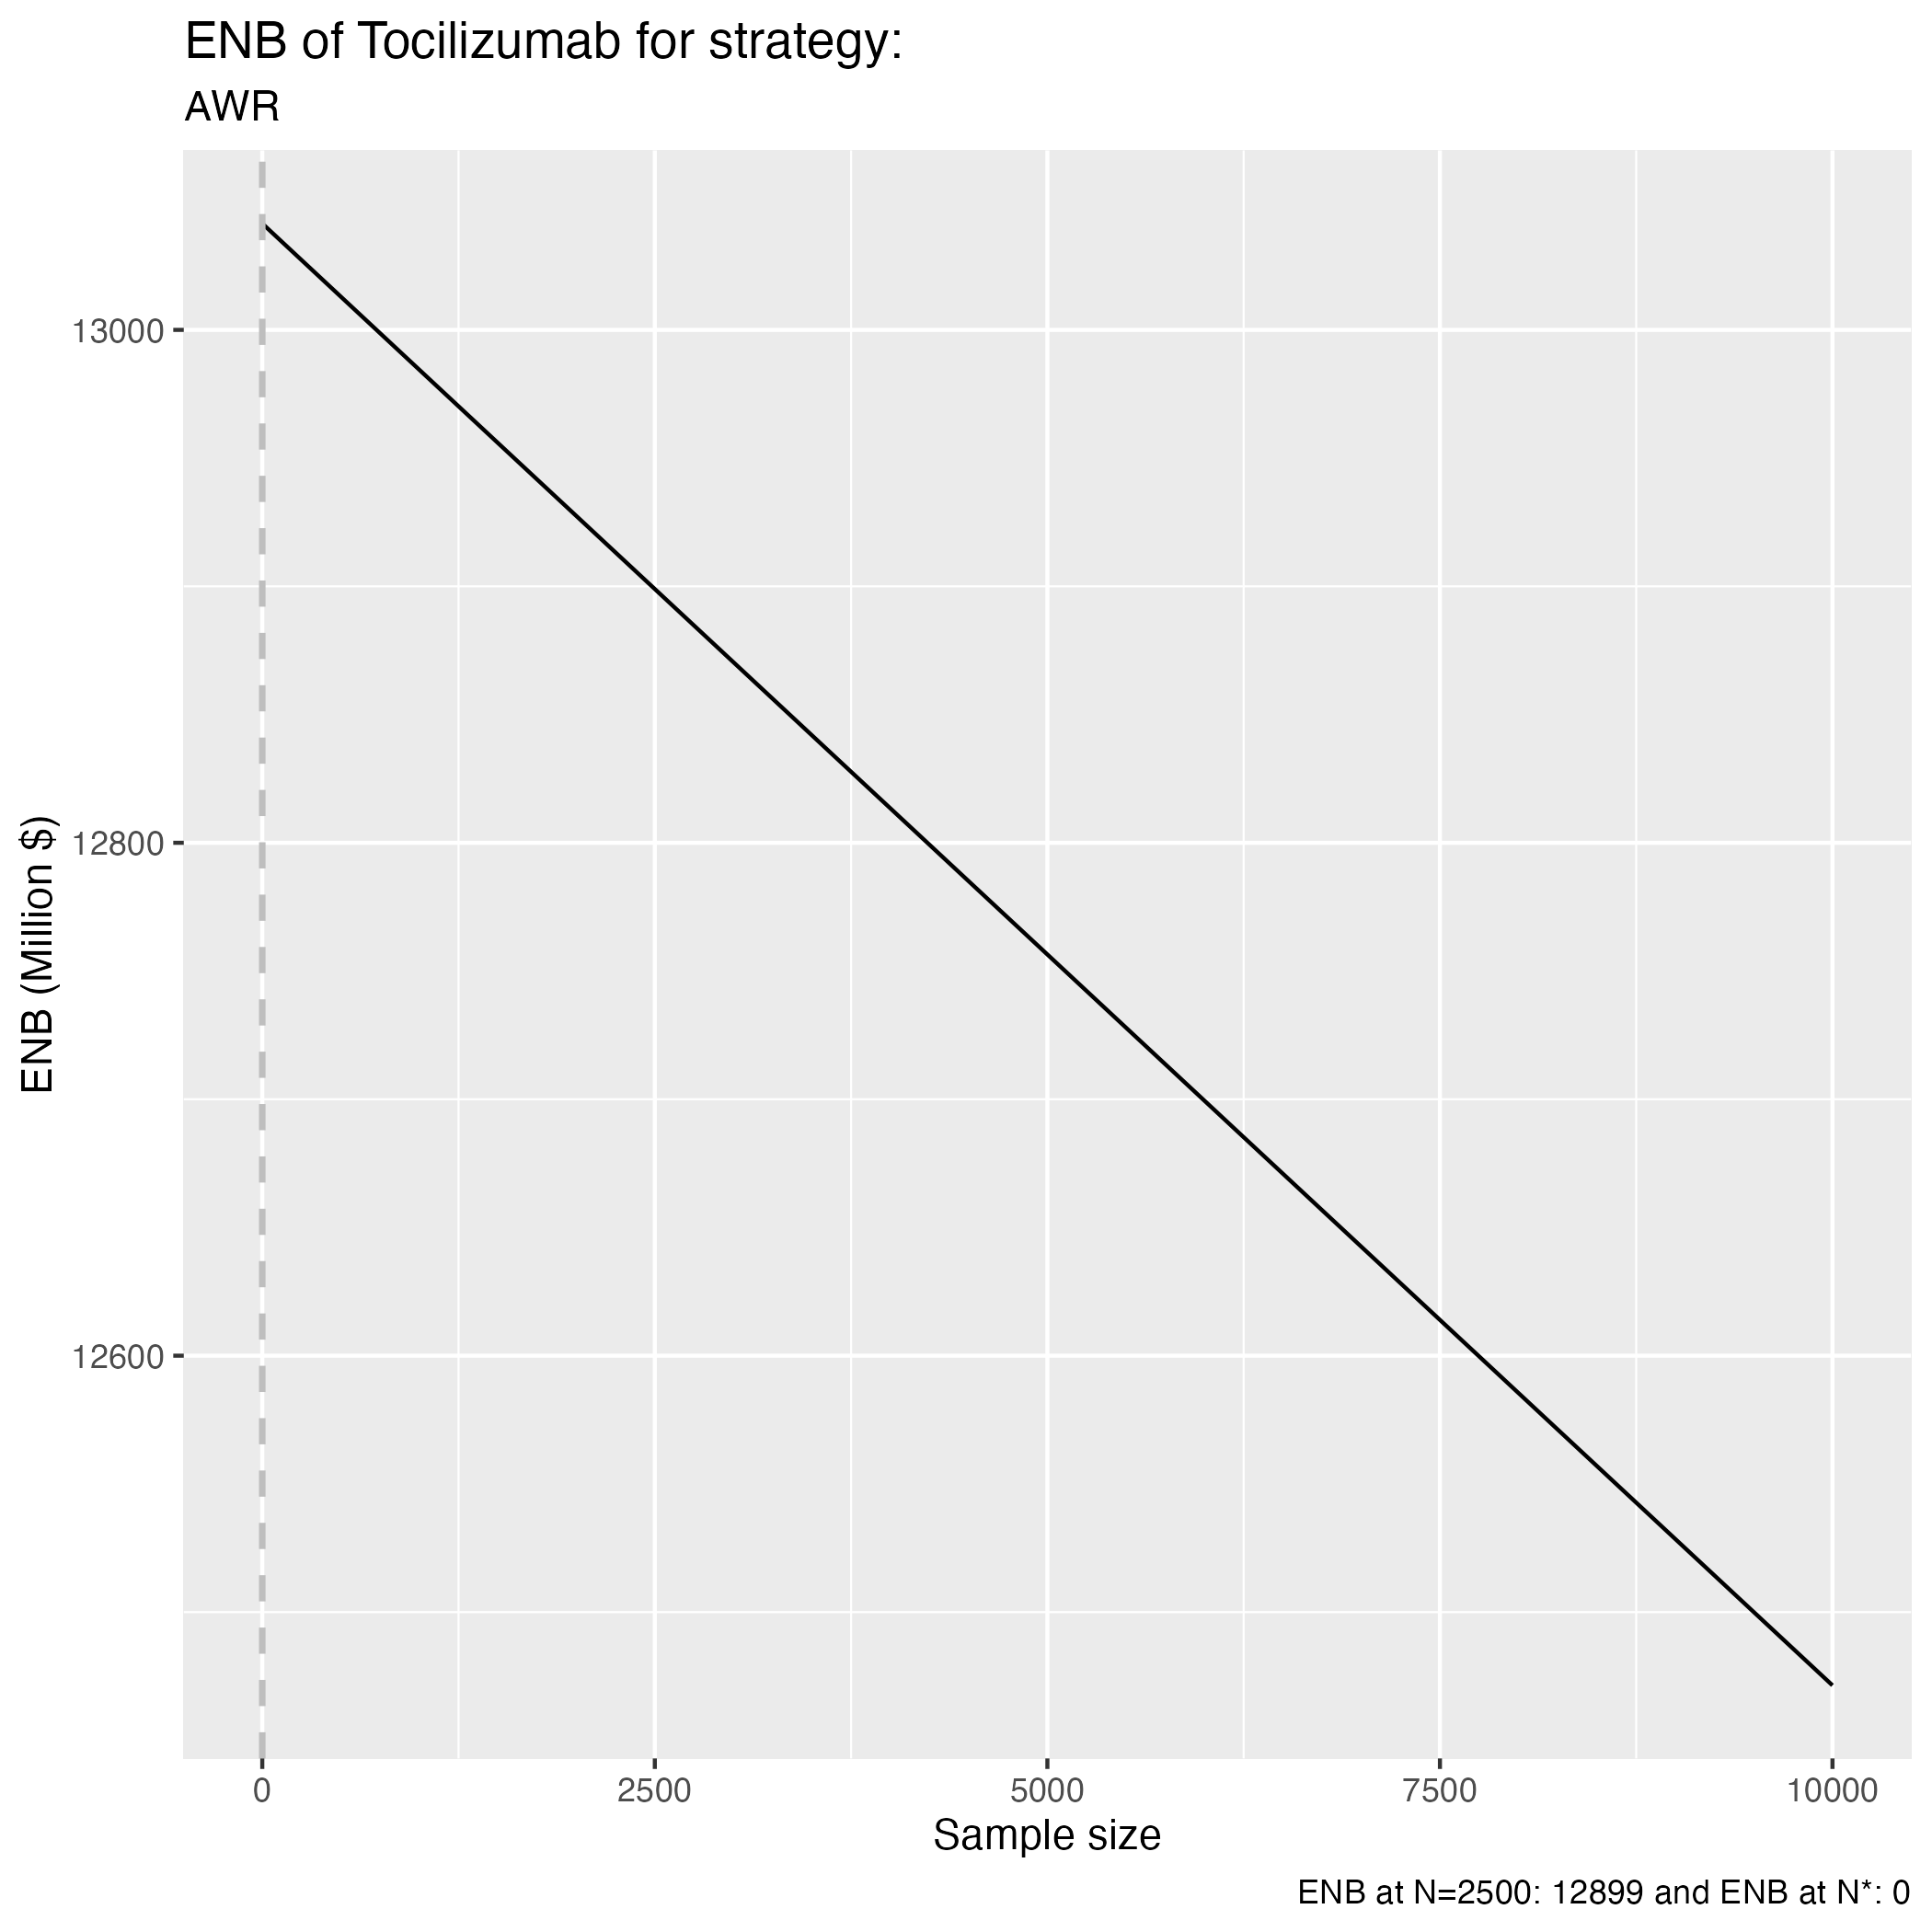 ENB of Tocilizumab for strategy:
AWR
ENB (Million $)
13000
12800
12600
0 2500 5000 7500 10000
Sample size
ENB at N=2500: 12899 and ENB at N*: 0